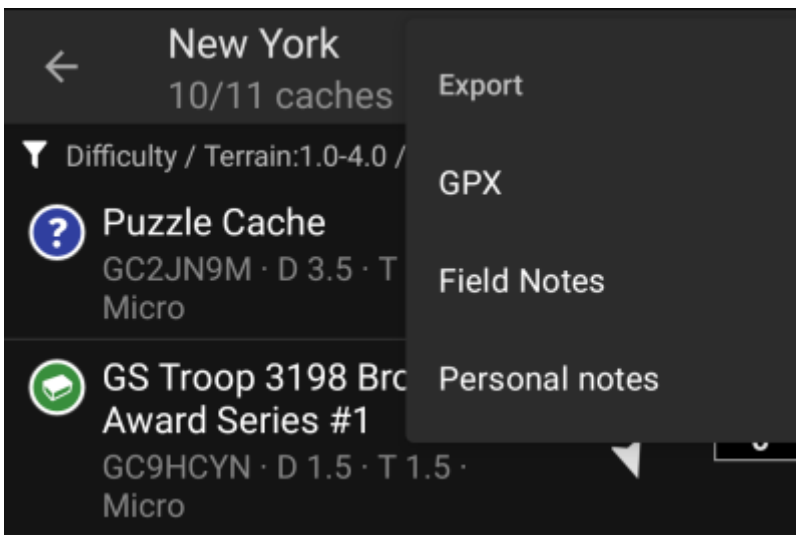 New York
10/11 caches
Difficulty / Terrain:1.0-4.0 /
?
Puzzle Cache
GC2JN9M · D 3.5 · T
Micro
GS Troop 3198 Bro
Award Series #1
GC9HCYN · D 1.5 · T 1.5 ·
Micro
Export
GPX
Field Notes
Personal notes